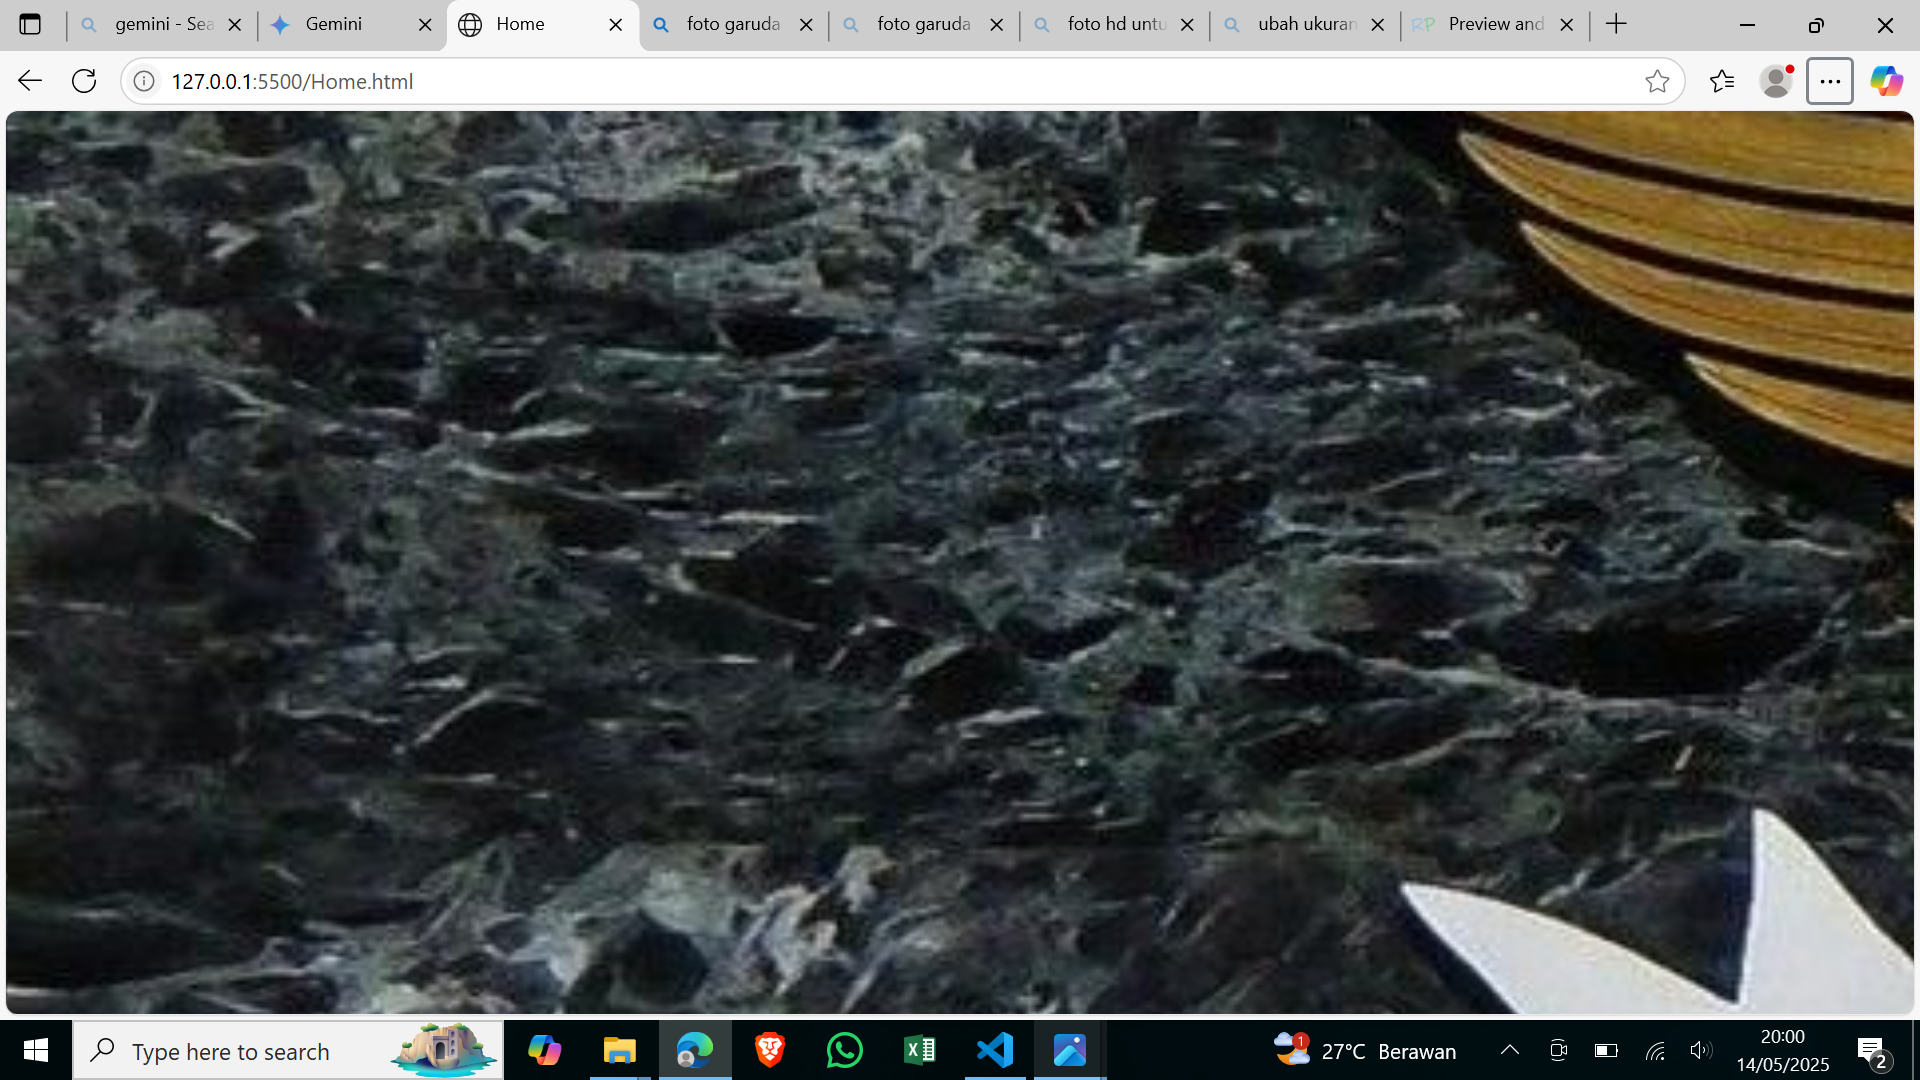 gemini - Sea
Gemini
Home
foto garuda
foto garuda
foto hd untu
ubah ukuran
Preview and
127.0.0.1:5500/Home.html
Type here to search
1
27°C Berawan
20:00
14/05/2025
2